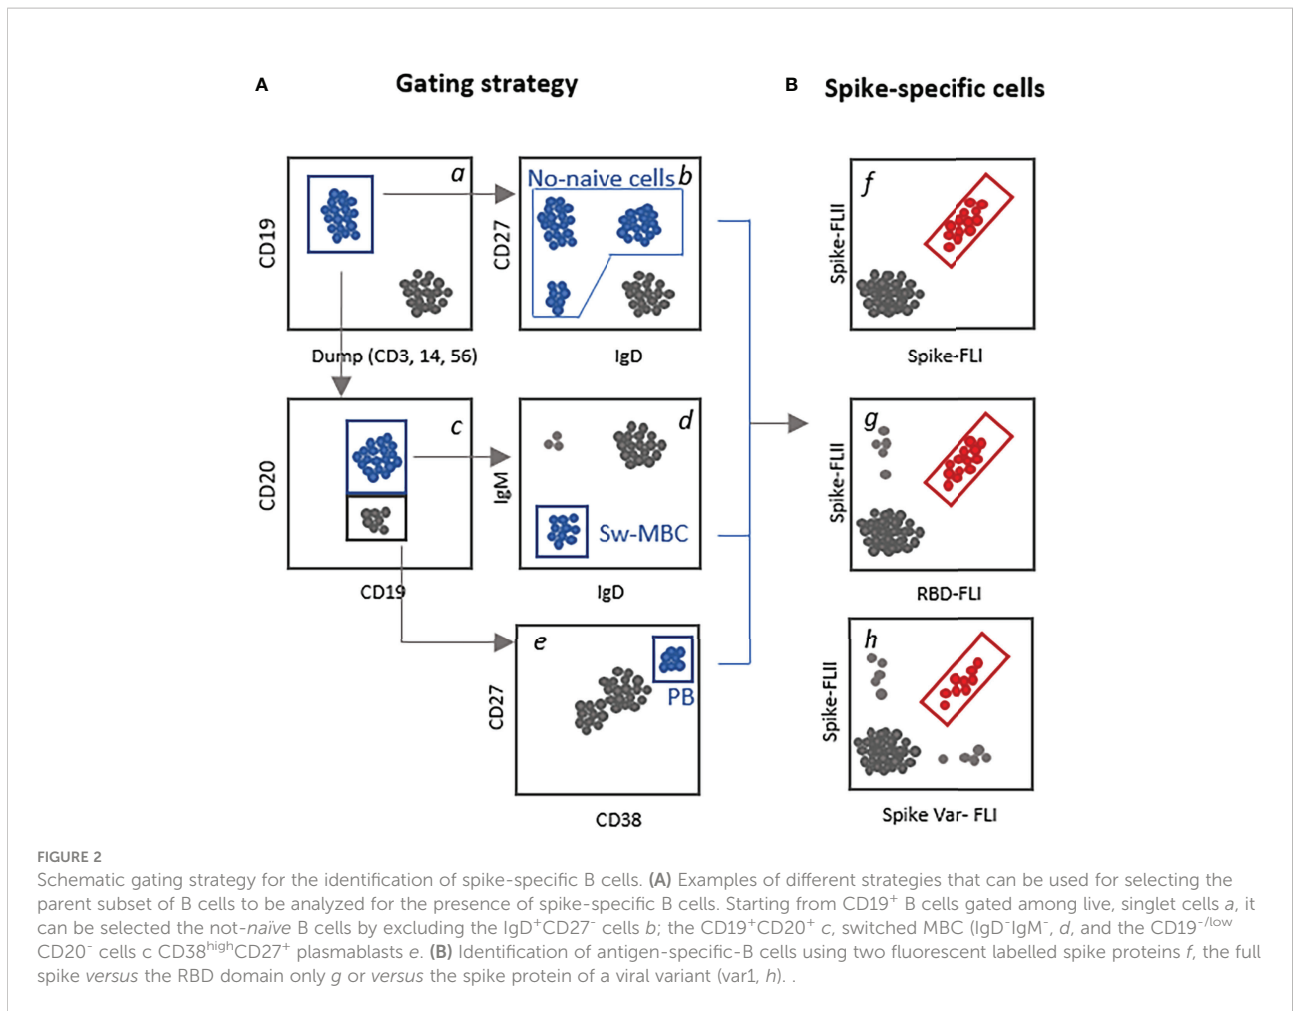 A Gating strategy B Spike-specific cells
a
CD19
Dump (CD3, 14, 56)
No-naive cells b
CD27
IgD
f
Spike-FLII
Spike-FLI
c
CD20
CD19
d
IgM
Sw-MBC
IgD
g
Spike-FLII
RBD-FLI
e
CD27
PB
CD38
h
Spike-FLII
Spike Var- FLI
FIGURE 2
Schematic gating strategy for the identification of spike-specific B cells. (A) Examples of different strategies that can be used for selecting the
parent subset of B cells to be analyzed for the presence of spike-specific B cells. Starting from CD19⁺ B cells gated among live, singlet cells a, it
can be selected the not-naïve B cells by excluding the IgD⁺CD27⁻ cells b; the CD19⁺CD20⁺ c, switched MBC (IgD⁻IgM⁻, d, and the CD19⁻/ˡᵒʷ
CD20⁻ cells c CD38ʰⁱᵍʰCD27⁺ plasmablasts e. (B) Identification of antigen-specific-B cells using two fluorescent labelled spike proteins f, the full
spike versus the RBD domain only g or versus the spike protein of a viral variant (var1, h). .